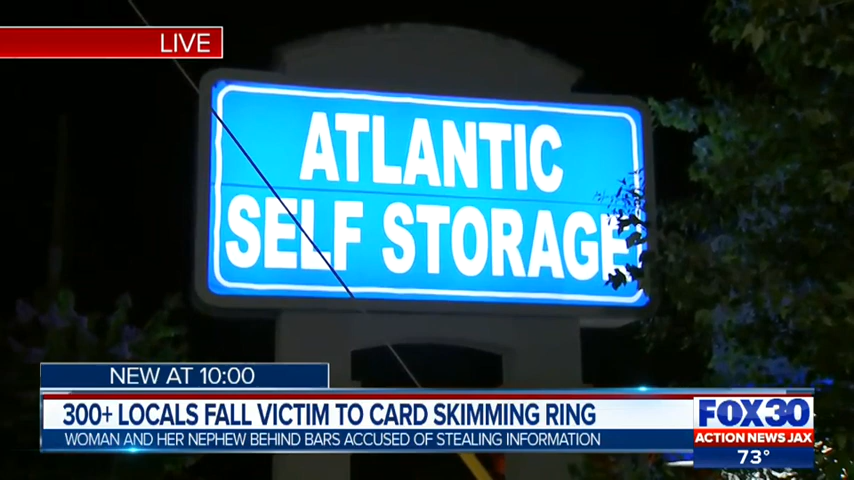 LIVE
ATLANTIC
SELF STORAGE
NEW AT 10:00
300+ LOCALS FALL VICTIM TO CARD SKIMMING RING
WOMAN AND HER NEPHEW BEHIND BARS ACCUSED OF STEALING INFORMATION
FOX30
ACTION NEWS JAX
73°